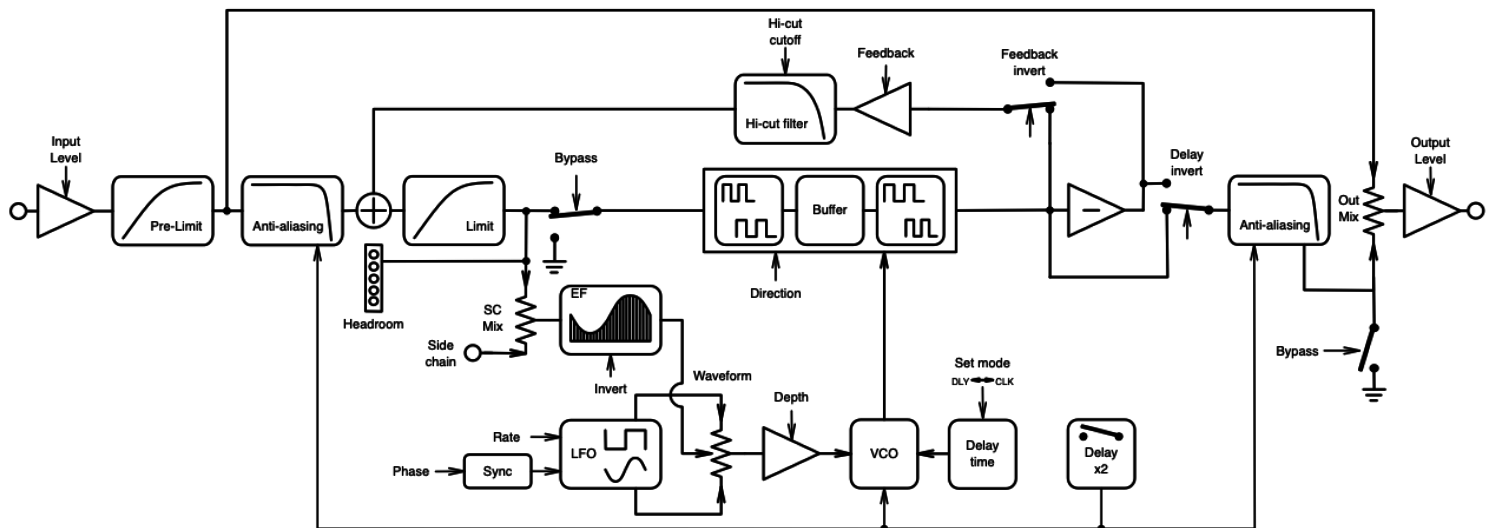 Hi-cut
cutoff
Feedback
Feedback
invert
Hi-cut filter
Input
Level
Bypass
Delay
invert
Output
Level
Pre-Limit
Anti-aliasing
Limit
Buffer
Anti-aliasing
Out
Mix
Direction
Headroom
SC
Mix
EF
Side
chain
Invert
Waveform
Set mode
DLY CLK
Bypass
Depth
Rate
LFO
Phase
Sync
VCO
Delay
time
Delay
x2